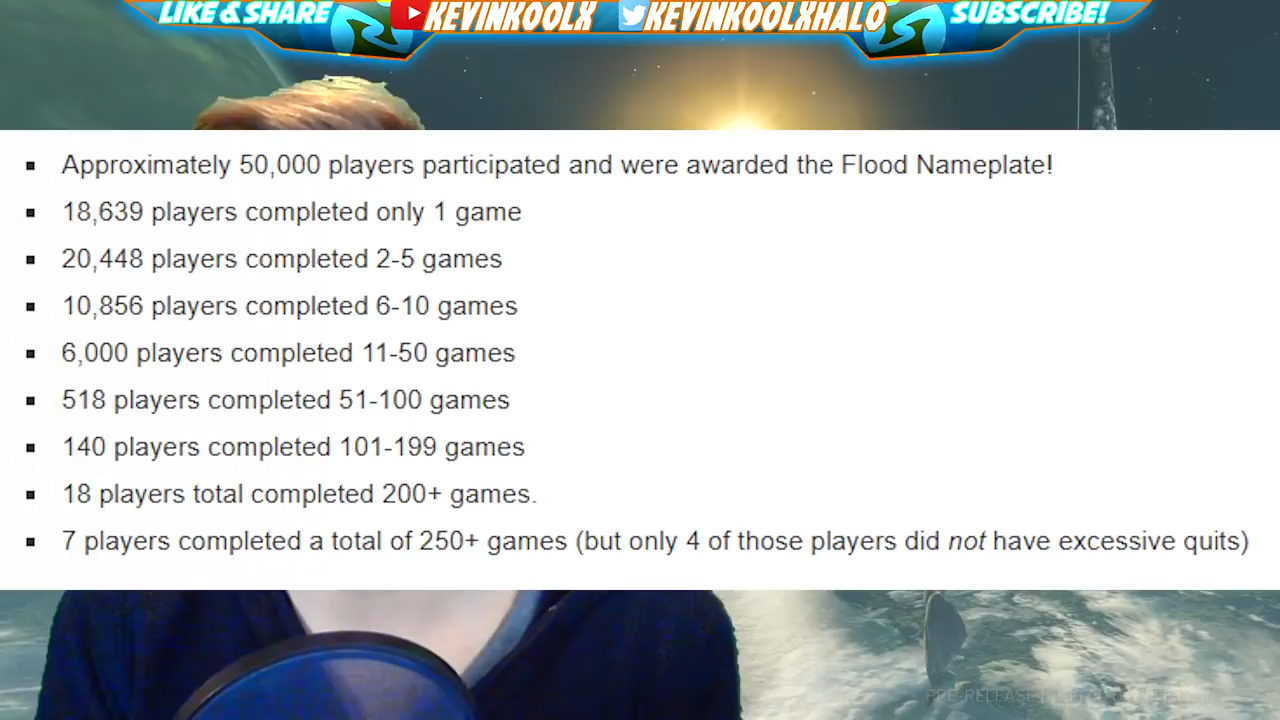 LIKE & SHARE KEVINKOOLX KEVINKOOLXHALO SUBSCRIBE!
Approximately 50,000 players participated and were awarded the Flood Nameplate!
18,639 players completed only 1 game
20,448 players completed 2-5 games
10,856 players completed 6-10 games
6,000 players completed 11-50 games
518 players completed 51-100 games
140 players completed 101-199 games
18 players total completed 200+ games.
7 players completed a total of 250+ games (but only 4 of those players did not have excessive quits)
PRE-RELEASE